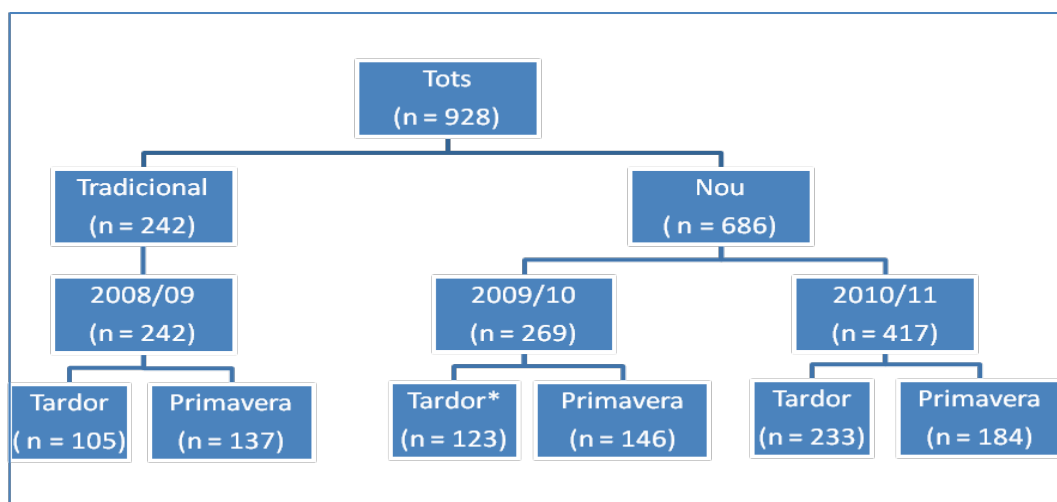 Tots
(n = 928)
Tradicional
(n = 242)
Nou
( n = 686)
2008/09
(n = 242)
2009/10
(n = 269)
2010/11
(n = 417)
Tardor
( n = 105)
Primavera
(n = 137)
Tardor*
(n = 123)
Primavera
(n = 146)
Tardor
(n = 233)
Primavera
(n = 184)